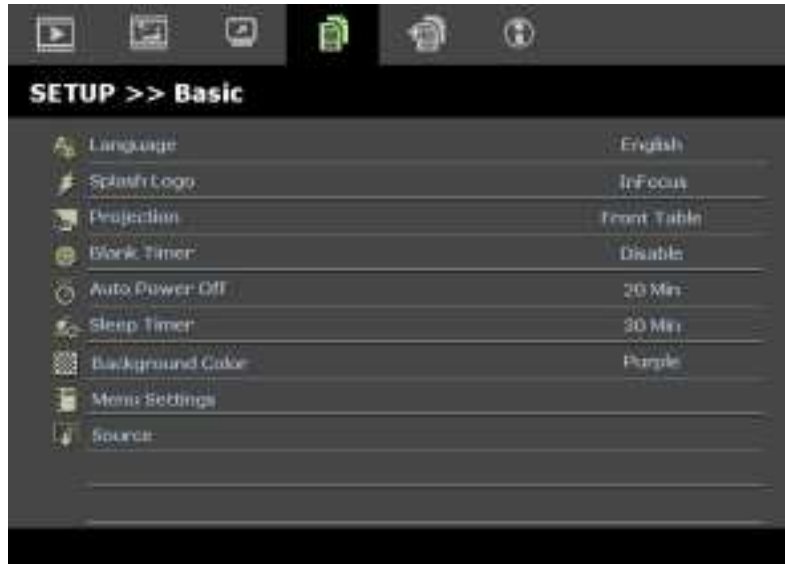 SETUP >> Basic
Language English
Splash Logo InFocus
Projection Front Table
Blank Timer Disable
Auto Power Off 20 Min
Sleep Timer 30 Min
Background Color Purple
Menu Settings
Source